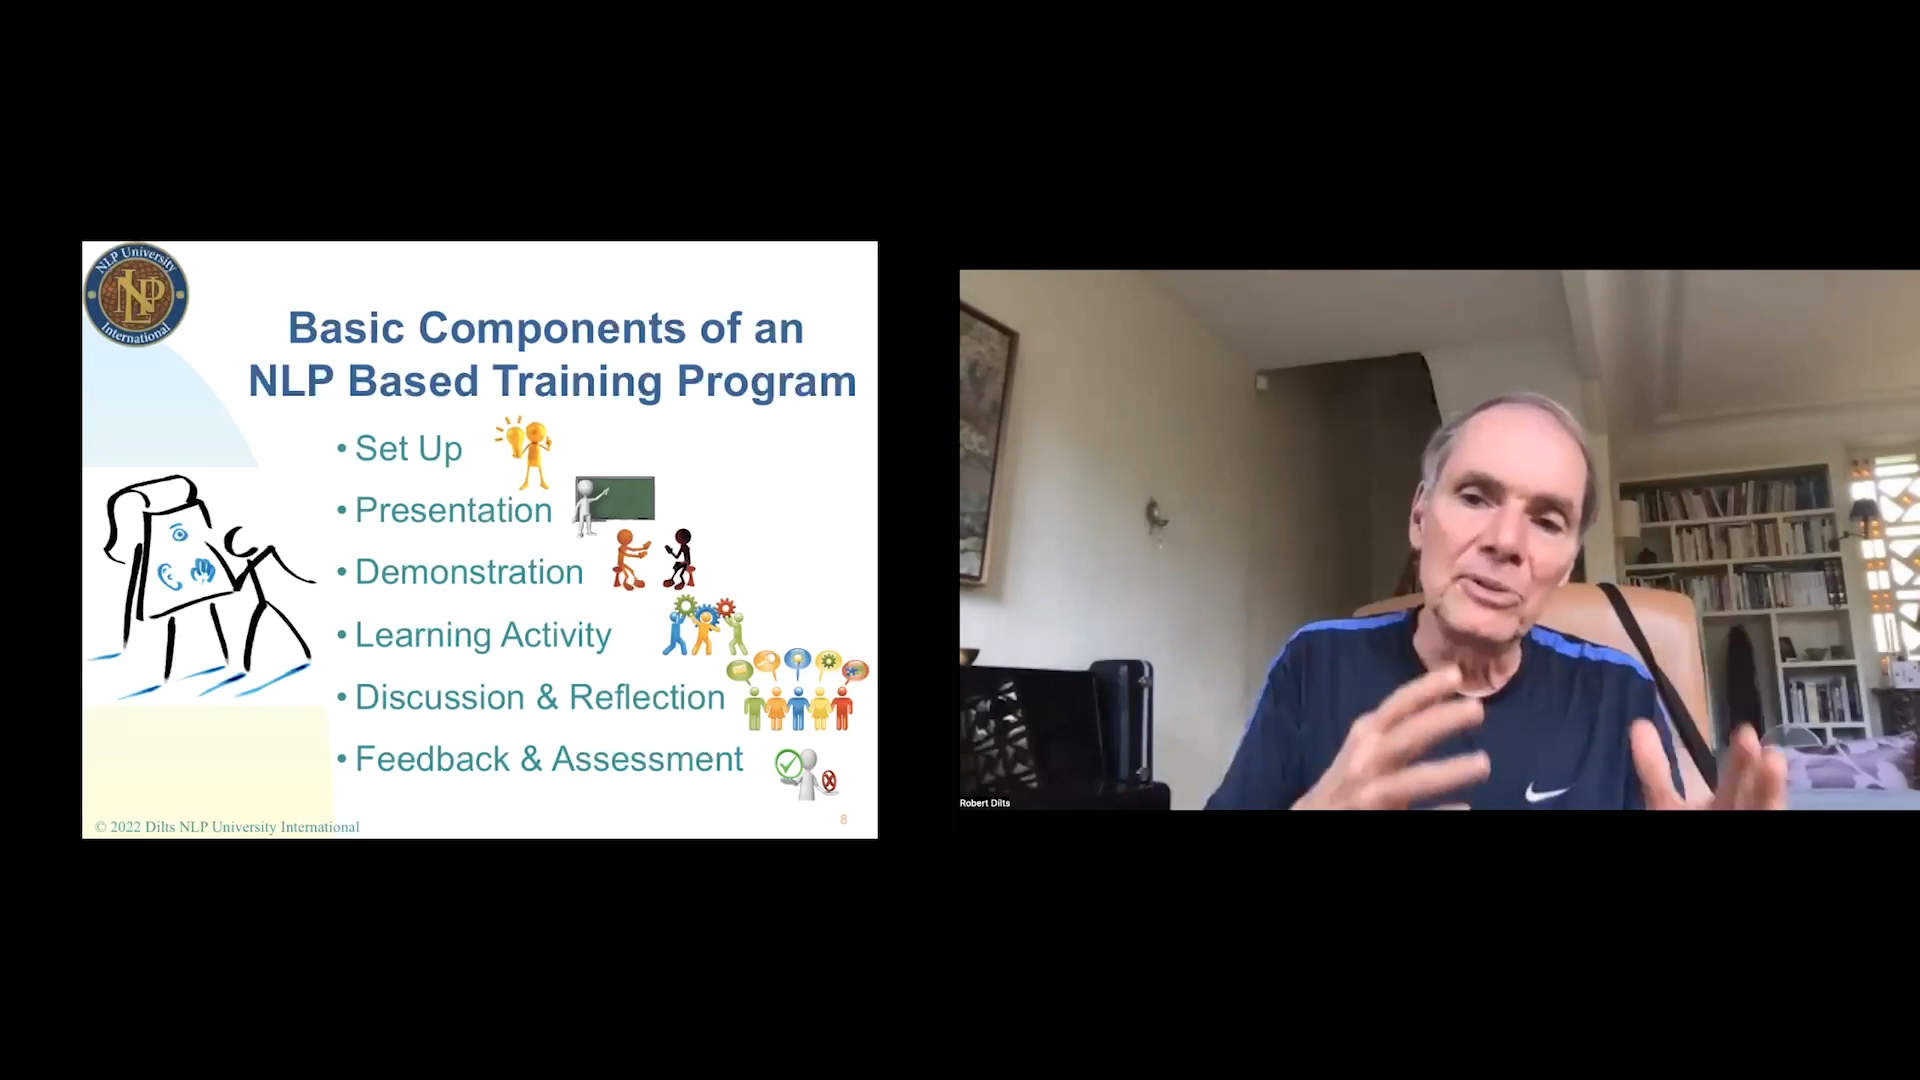 NLP University
NLP
International
Basic Components of an
NLP Based Training Program
• Set Up
• Presentation
• Demonstration
• Learning Activity
• Discussion & Reflection
• Feedback & Assessment
© 2022 Dilts NLP University International
8
Robert Dilts